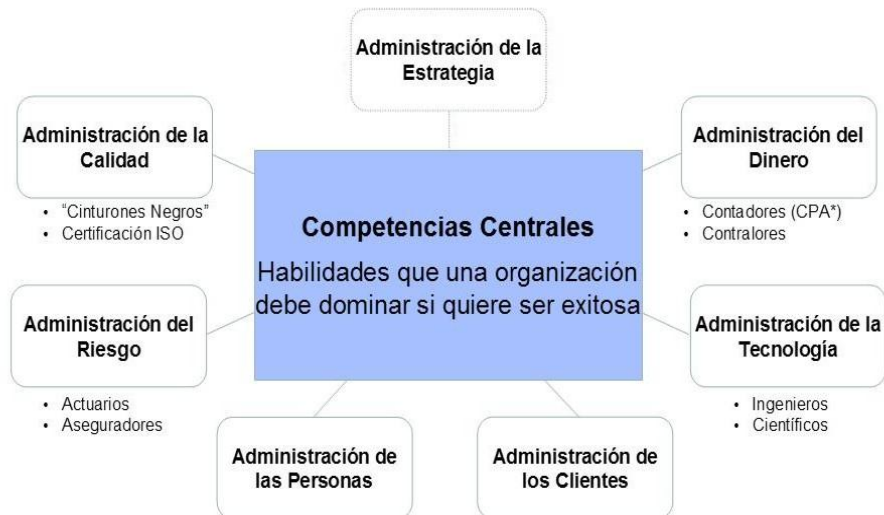 Administración de la
Estrategia
Administración de la
Calidad
• “Cinturones Negros”
• Certificación ISO
Administración del
Dinero
• Contadores (CPA*)
• Contralores
Competencias Centrales
Habilidades que una organización
debe dominar si quiere ser exitosa
Administración del
Riesgo
• Actuarios
• Aseguradores
Administración de la
Tecnología
• Ingenieros
• Científicos
Administración de
las Personas
Administración de
los Clientes